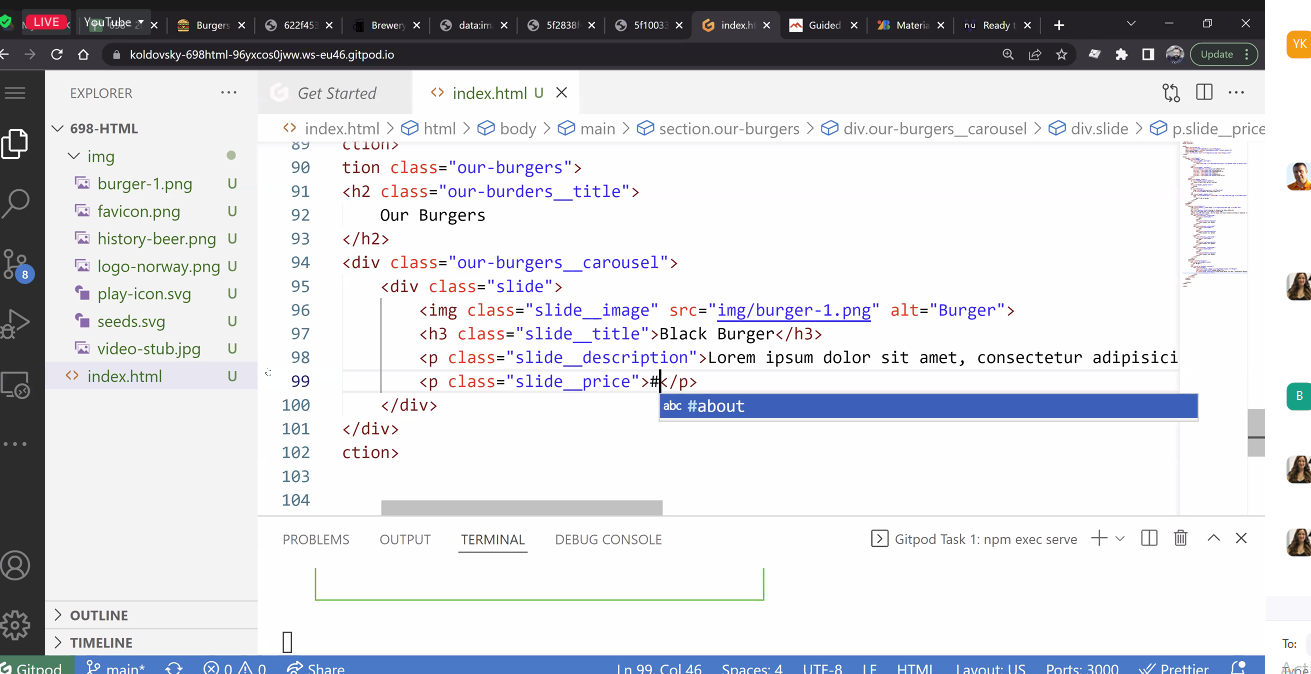 LIVE
YouTube
Burgers
622f45
Brewery
data:im
5f2838f
5f1003
index.ht
Guided
Materia
Ready t
koldovsky-698html-96yxcos0jww.ws-eu46.gitpod.io
Update
YK
EXPLORER
698-HTML
img
burger-1.png U
favicon.png U
history-beer.png U
logo-norway.png U
play-icon.svg U
seeds.svg U
video-stub.jpg U
index.html U
8
OUTLINE
TIMELINE
Get Started
index.html U
index.html > html > body > main > section.our-burgers > div.our-burgers__carousel > div.slide > p.slide__price
89 ction>
90 tion class="our-burgers">
91 <h2 class="our-burders__title">
92 Our Burgers
93 </h2>
94 <div class="our-burgers__carousel">
95 <div class="slide">
96 <img class="slide__image" src="img/burger-1.png" alt="Burger">
97 <h3 class="slide__title">Black Burger</h3>
98 <p class="slide__description">Lorem ipsum dolor sit amet, consectetur adipisici
99 <p class="slide__price">#</p>
abc #about
100 </div>
101 </div>
102 ction>
103
104
PROBLEMS OUTPUT TERMINAL DEBUG CONSOLE
Gitpod Task 1: npm exec serve
B
To:
Gitpod main* 0 0 Share Ln 99, Col 46 Spaces: 4 UTF-8 LF HTML Layout: US Ports: 3000 Prettier